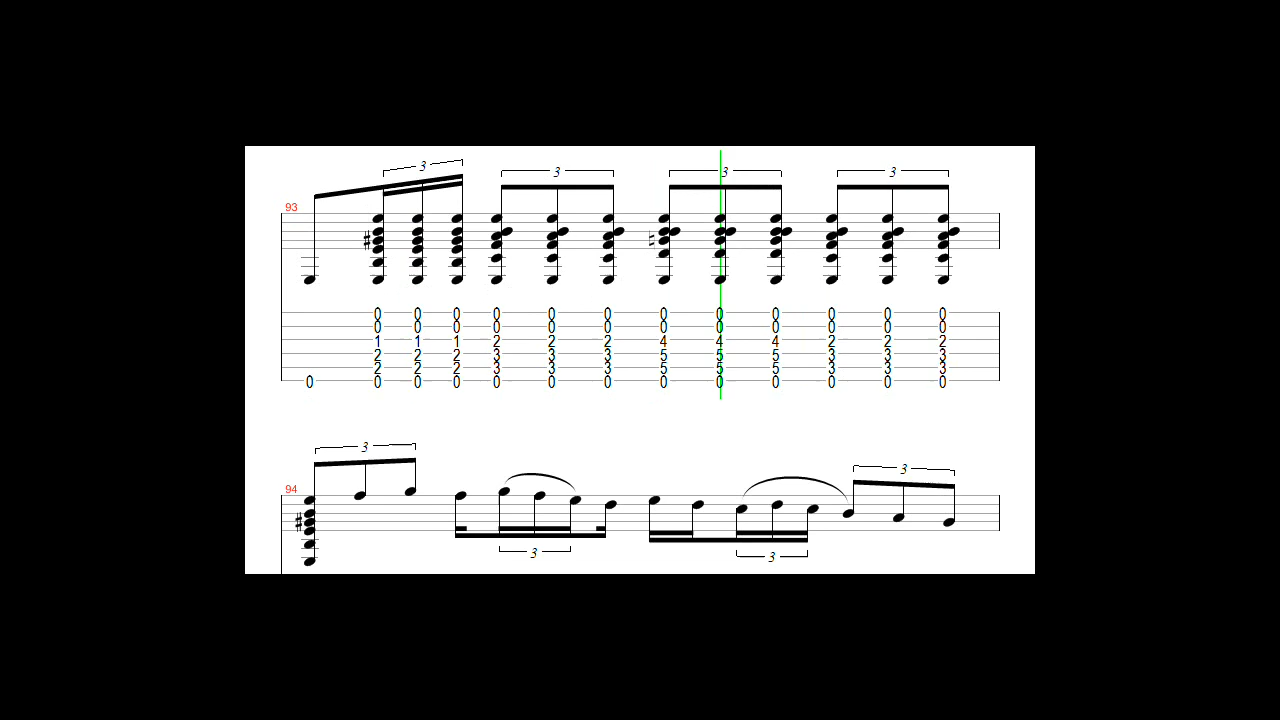 3 3 3 3
93
0 0 0 0 0 0 0 0 0 0 0 0
0 0 0 0 0 0 0 0 0 0 0 0
1 1 1 2 2 2 4 4 4 2 2 2
2 2 2 3 3 3 5 5 5 3 3 3
2 2 2 3 3 3 5 5 5 3 3 3
0 0 0 0 0 0 0 0 0 0 0 0 0
3 3
94
3 3